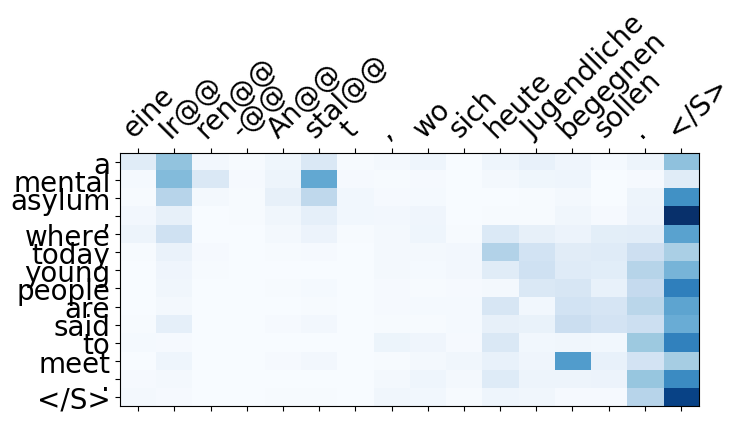 eine
Ir@@
ren@@
-@@
An@@
stal@@
t
,
wo
sich
heute
Jugendliche
begegnen
sollen
.
</S>
a
mental
asylum
,
where
today
young
people
are
said
to
meet
.
</S>